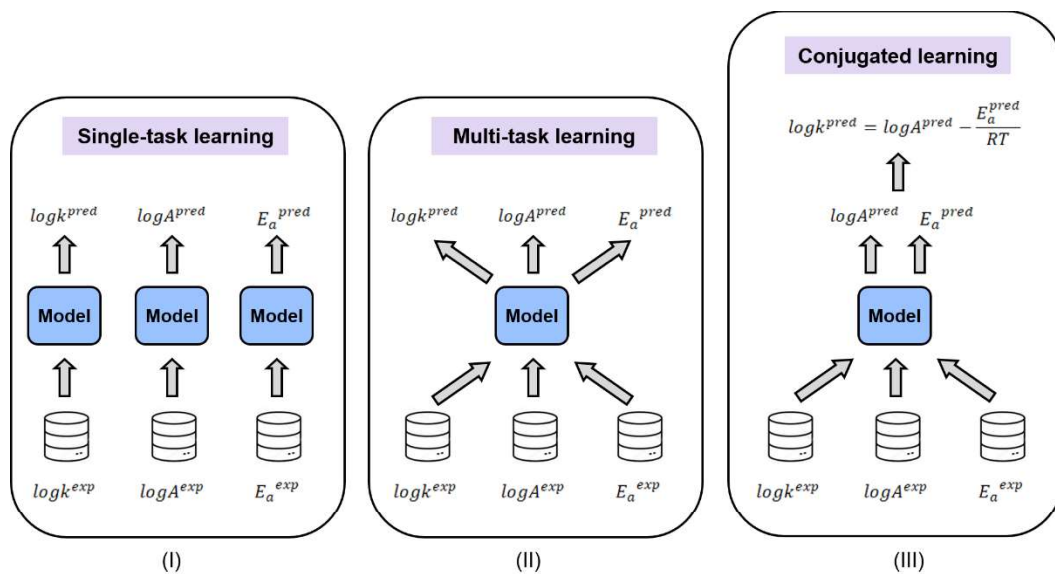 Single-task learning
logk^pred logA^pred E_a^pred
Model Model Model
logk^exp logA^exp E_a^exp
(I)
Multi-task learning
logk^pred logA^pred E_a^pred
Model
logk^exp logA^exp E_a^exp
(II)
Conjugated learning
logk^pred = logA^pred - E_a^pred / RT
logA^pred E_a^pred
Model
logk^exp logA^exp E_a^exp
(III)